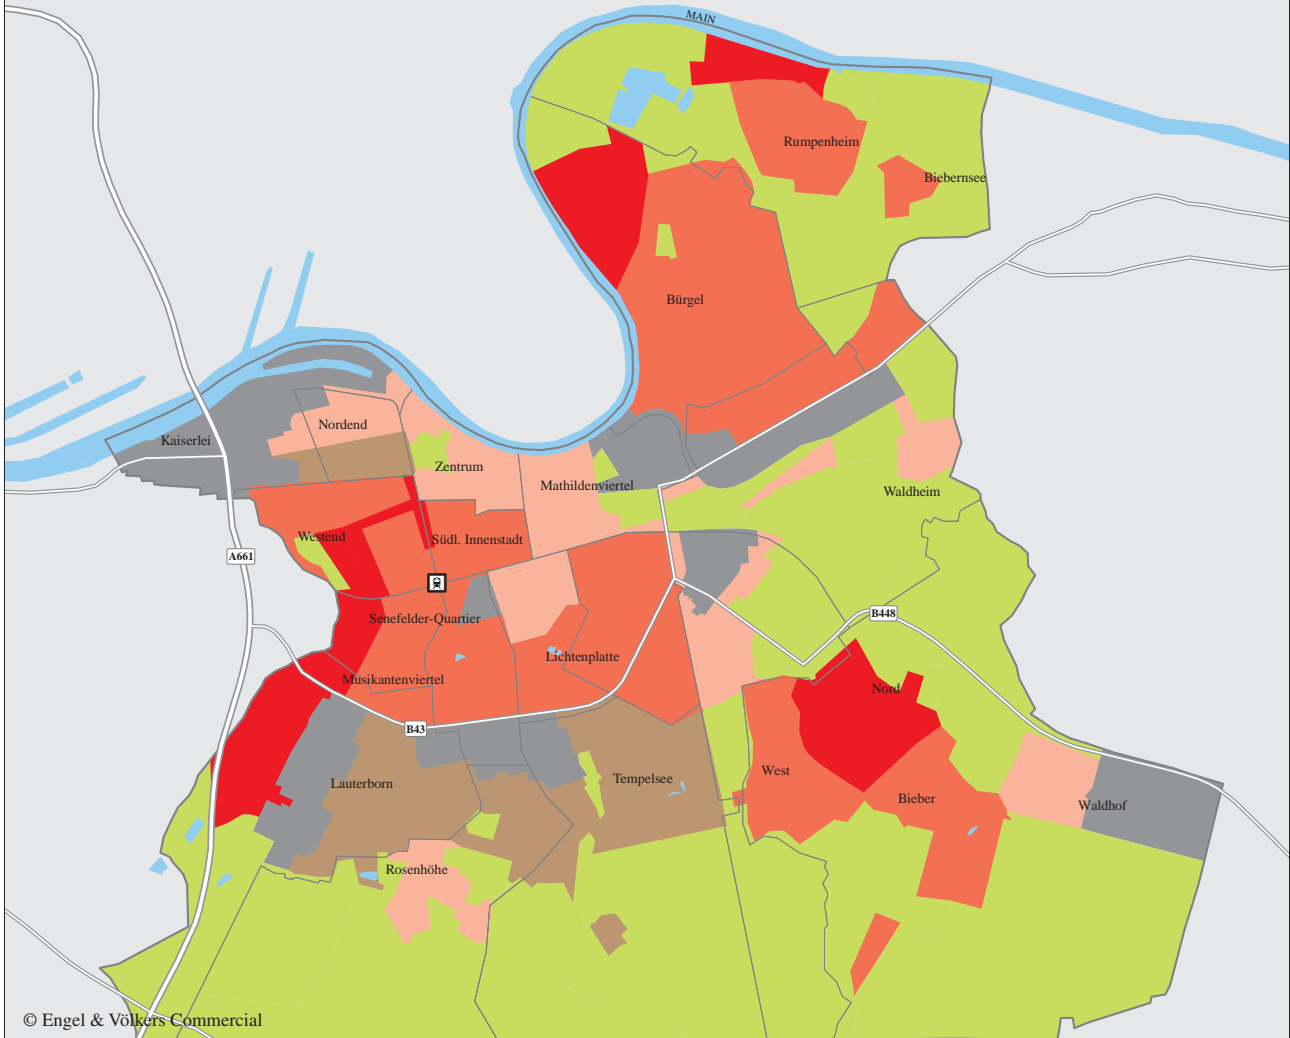 MAIN
Rumpenheim
Biebernsee
Bürgel
Kaiserlei
Nordend
Zentrum
Mathildenviertel
Waldheim
Westend
Südl. Innenstadt
A661
Senefelder-Quartier
B448
Lichtenplatte
Musikantenviertel
Nord
B43
West
Tempelsee
Lauterborn
Bieber
Waldhof
Rosenhöhe
© Engel & Völkers Commercial